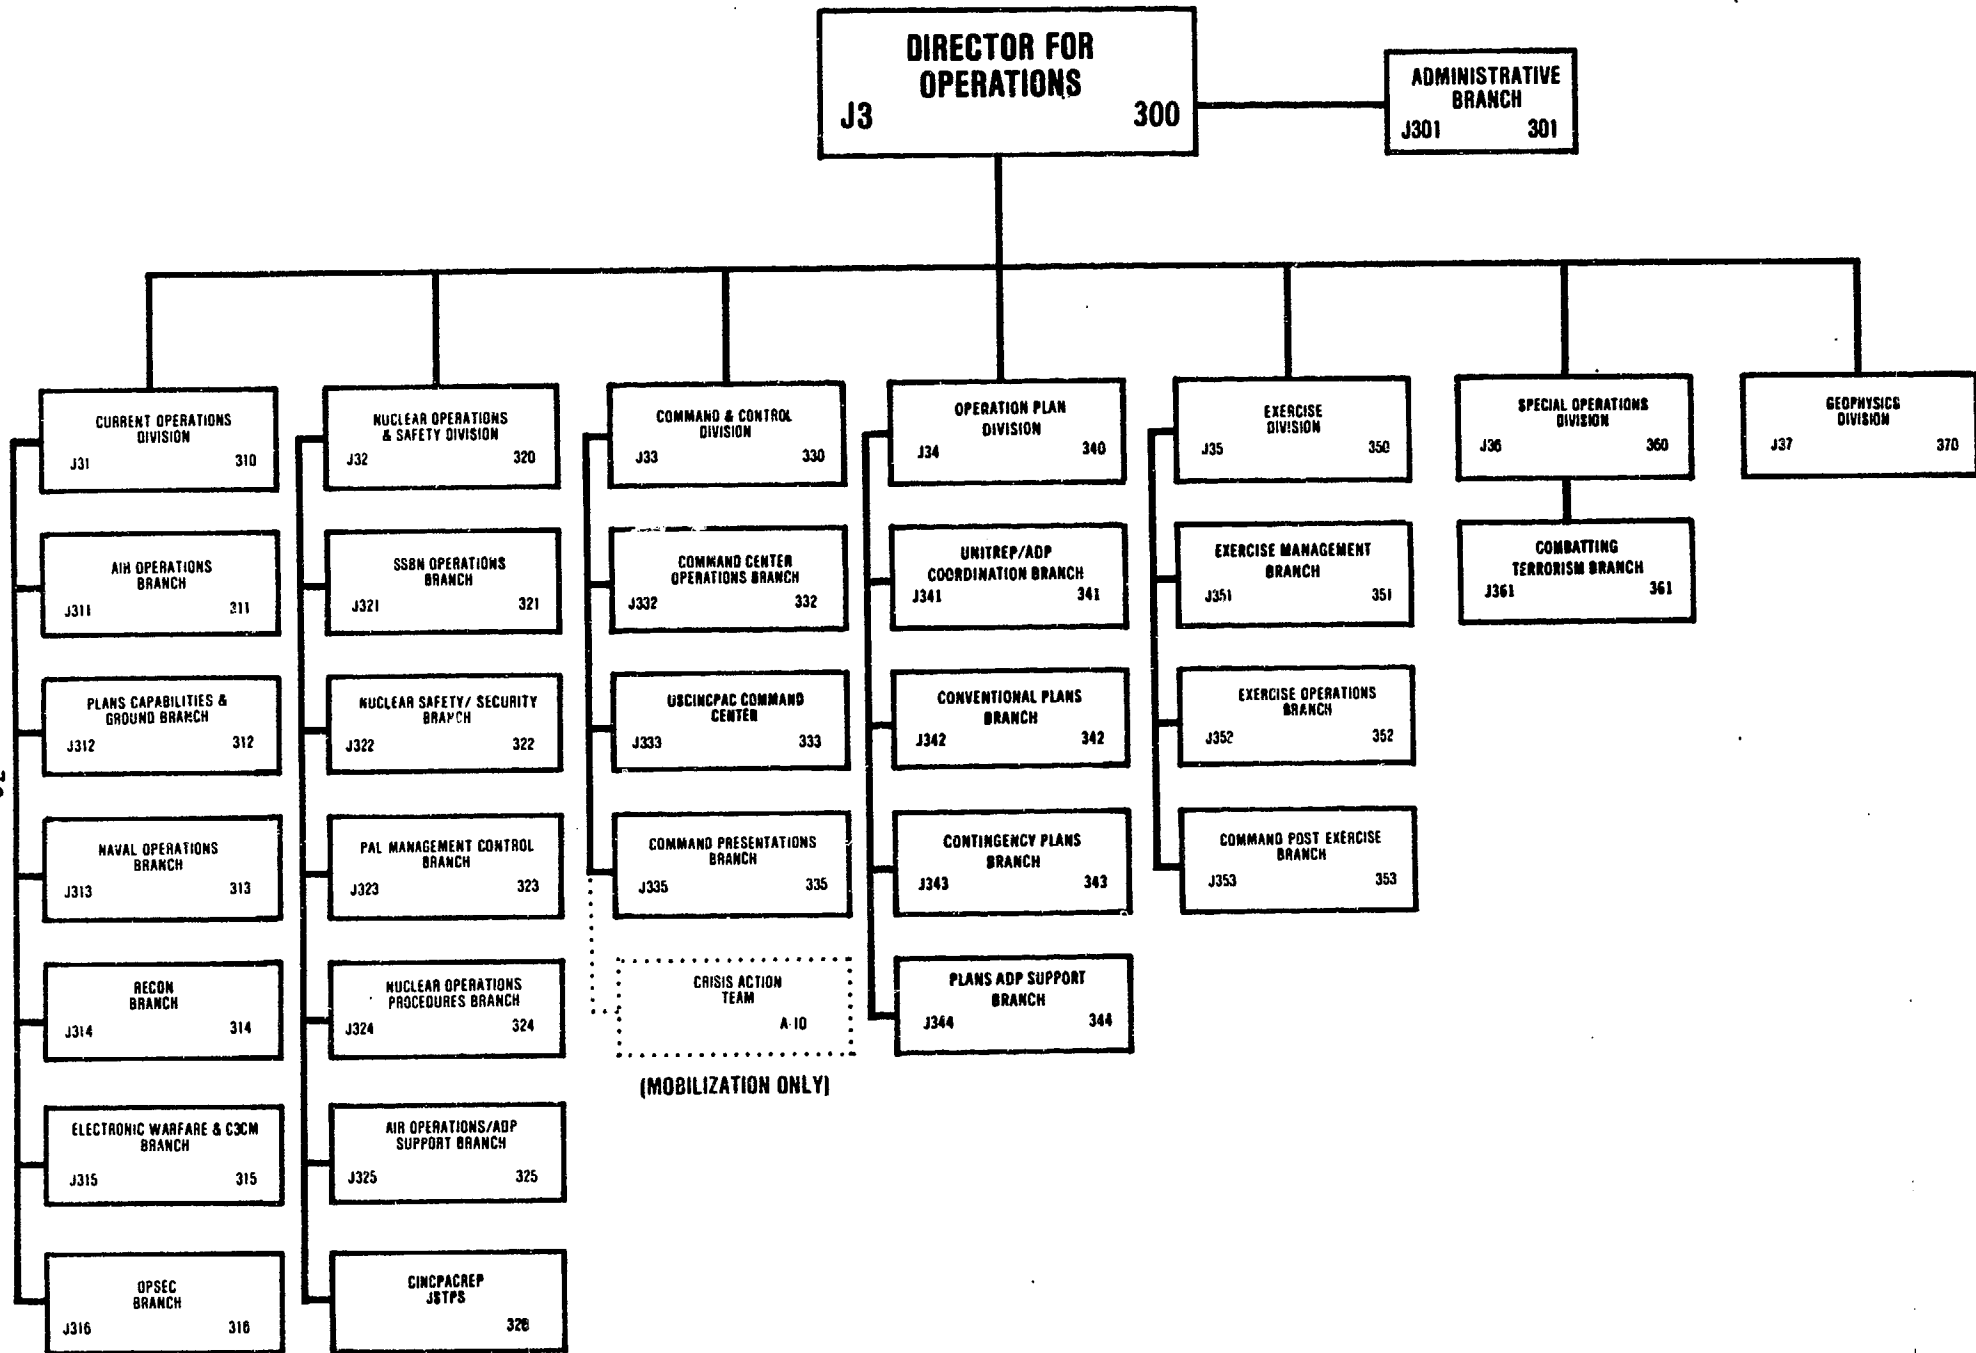 DIRECTOR FOR
OPERATIONS
J3 300
ADMINISTRATIVE
BRANCH
J301 301
CURRENT OPERATIONS
DIVISION
J31 310
AIR OPERATIONS
BRANCH
J311 311
PLANS CAPABILITIES &
GROUND BRANCH
J312 312
NAVAL OPERATIONS
BRANCH
J313 313
RECON
BRANCH
J314 314
ELECTRONIC WARFARE & C3CM
BRANCH
J315 315
OPSEC
BRANCH
J316 316
NUCLEAR OPERATIONS
& SAFETY DIVISION
J32 320
SSBN OPERATIONS
BRANCH
J321 321
NUCLEAR SAFETY/ SECURITY
BRANCH
J322 322
PAL MANAGEMENT CONTROL
BRANCH
J323 323
NUCLEAR OPERATIONS
PROCEDURES BRANCH
J324 324
AIR OPERATIONS/ADP
SUPPORT BRANCH
J325 325
CINCPACREP
JSTPS
COMMAND & CONTROL
DIVISION
J33 330
COMMAND CENTER
OPERATIONS BRANCH
J332 332
USCINCPAC COMMAND
CENTER
J333 333
COMMAND PRESENTATIONS
BRANCH
J335 335
CRISIS ACTION
TEAM
A-10
(MOBILIZATION ONLY)
OPERATION PLAN
DIVISION
J34 340
UNITREP/ADP
COORDINATION BRANCH
J341 341
CONVENTIONAL PLANS
BRANCH
J342 342
CONTINGENCY PLANS
BRANCH
J343 343
PLANS ADP SUPPORT
BRANCH
J344 344
EXERCISE
DIVISION
J35 350
EXERCISE MANAGEMENT
BRANCH
J351 351
EXERCISE OPERATIONS
BRANCH
J352 352
COMMAND POST EXERCISE
BRANCH
J353 353
SPECIAL OPERATIONS
DIVISION
J36 360
COMBATTING
TERRORISM BRANCH
J361 361
GEOPHYSICS
DIVISION
J37 370